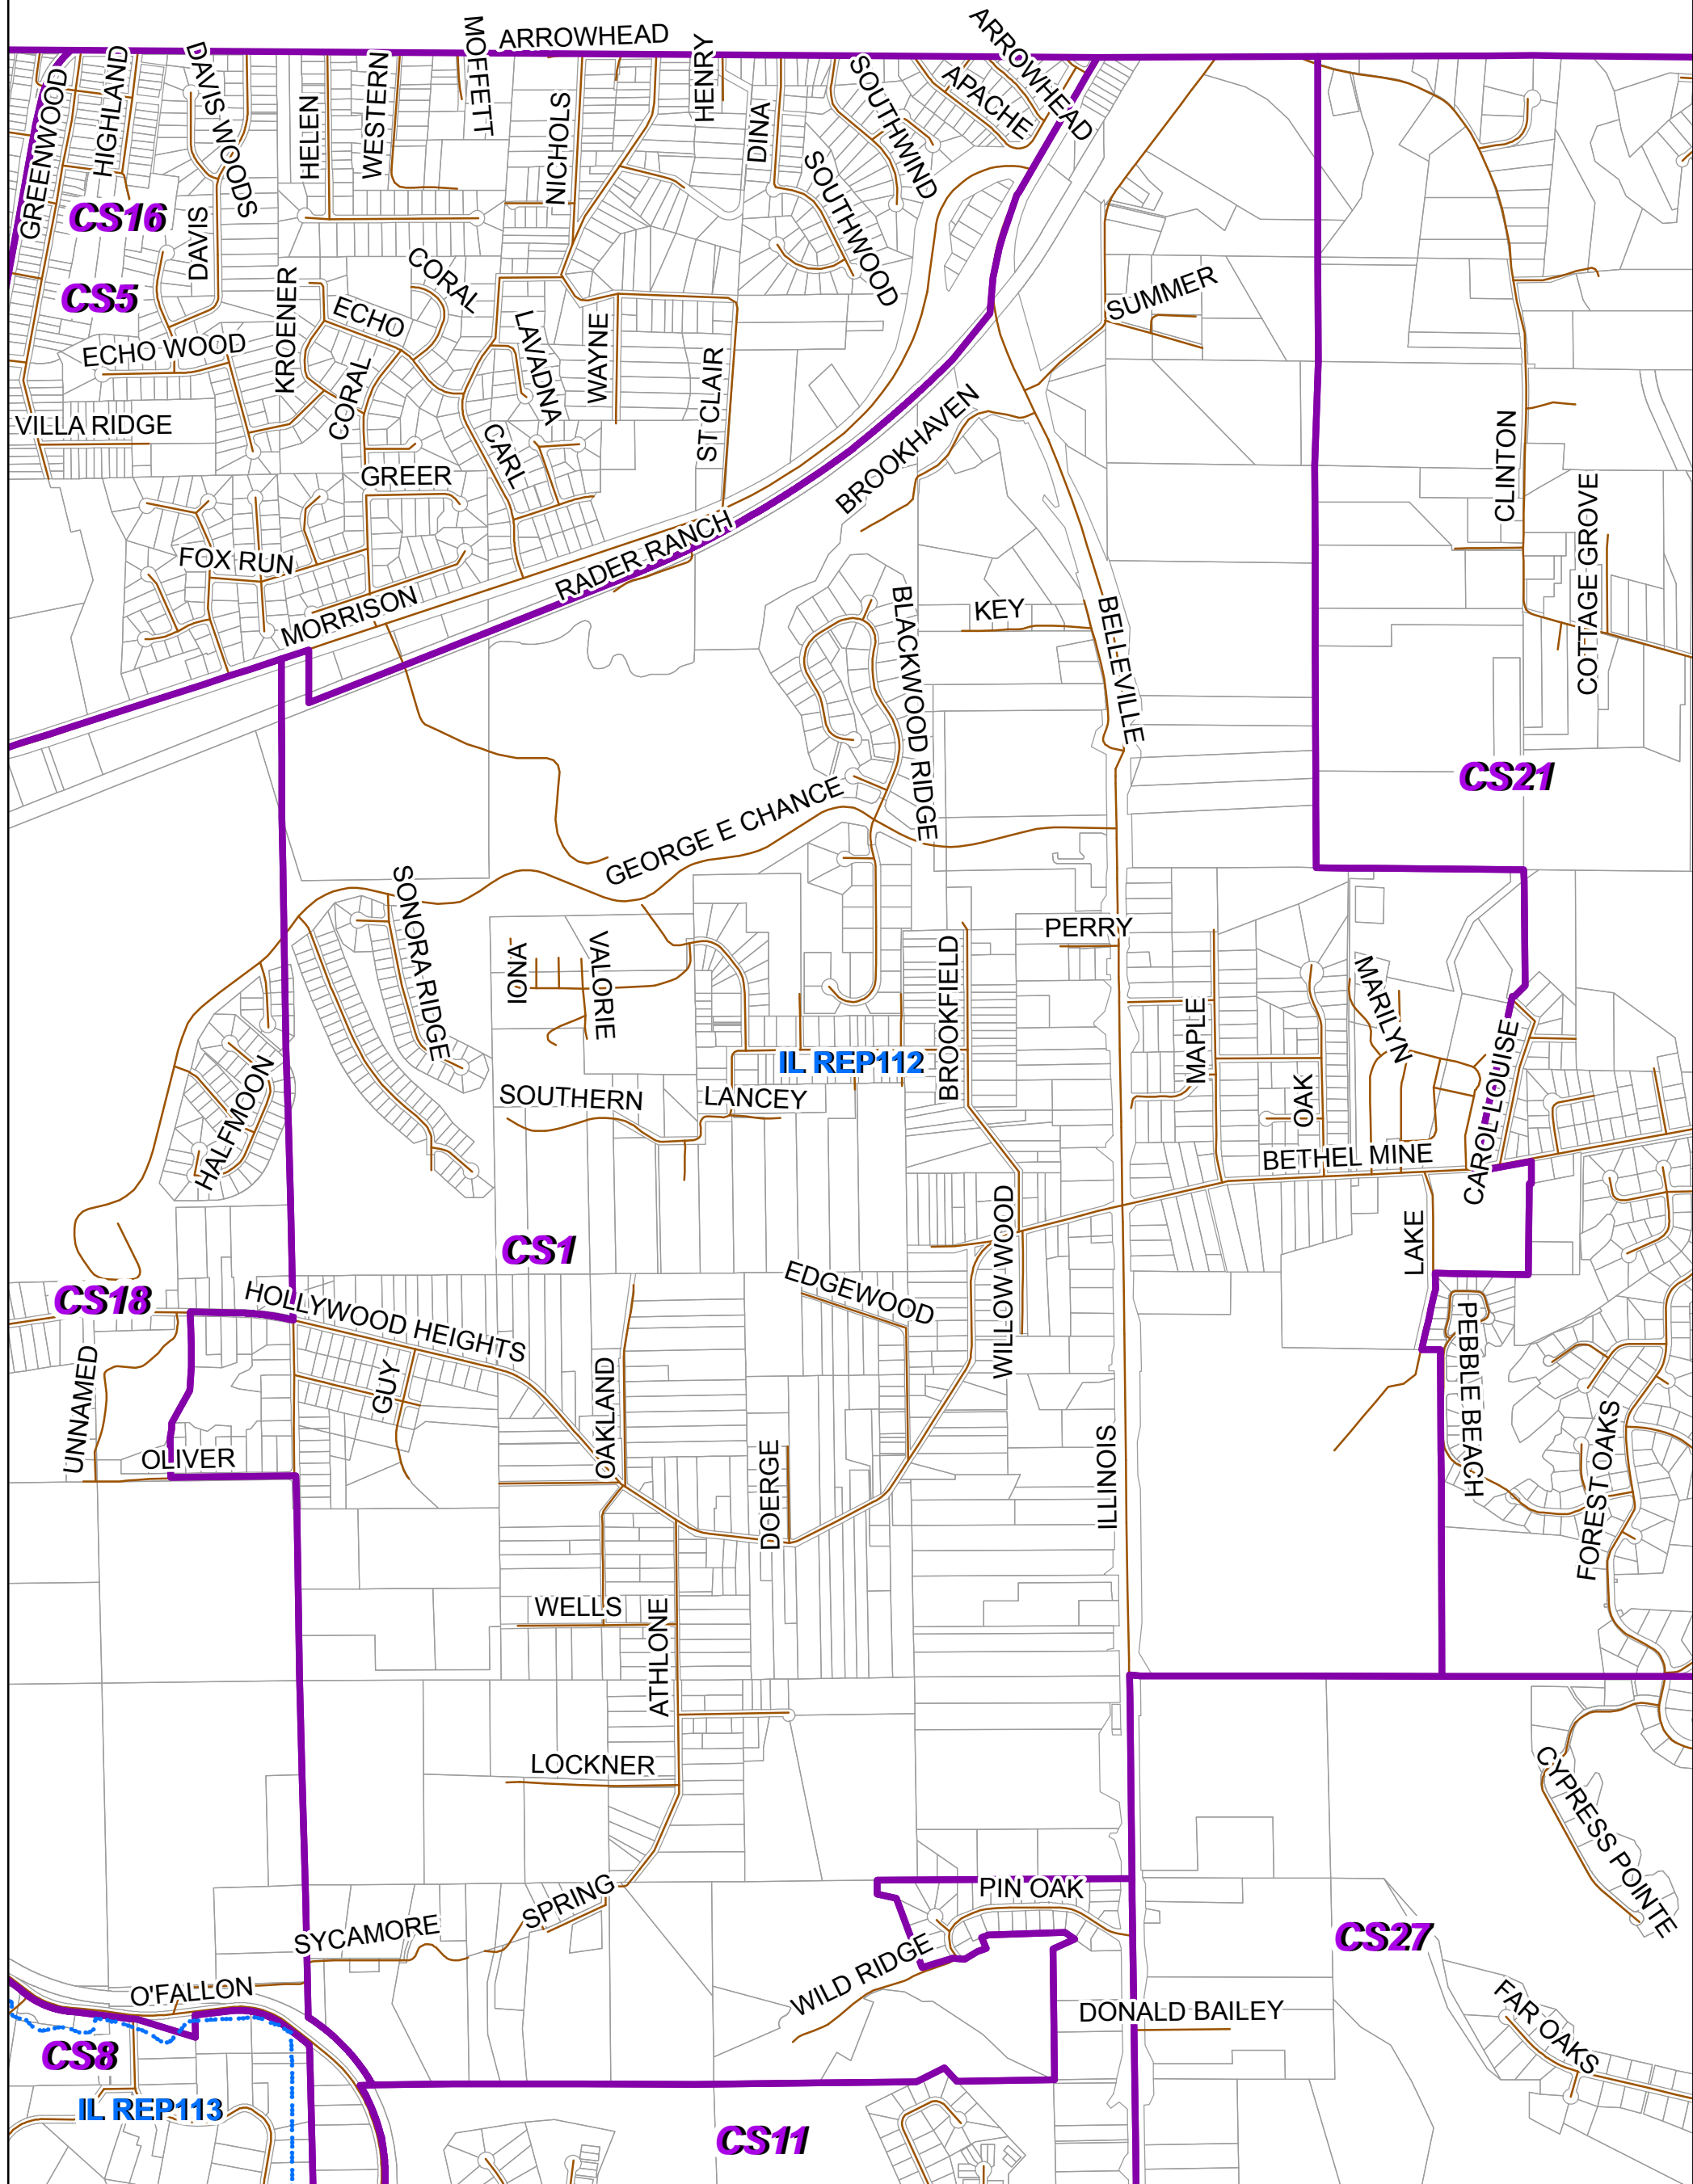 ARROWHEAD
MOFFETT
ARROWHEAD
HENRY
DAVIS WOODS
HIGHLAND
WESTERN
SOUTHWIND
APACHE
GREENWOOD
HELEN
NICHOLS
DINA
SOUTHWOOD
CS16
DAVIS
CORAL
CS5
KROENER
ECHO
SUMMER
LAVADNA
WAYNE
ECHO WOOD
CORAL
ST CLAIR
BROOKHAVEN
VILLA RIDGE
CARL
CLINTON
GREER
COTTAGE GROVE
RADER RANCH
FOX RUN
MORRISON
KEY
BLACKWOOD RIDGE
BELLEVILLE
CS21
GEORGE E CHANCE
SONORA RIDGE
PERRY
IONA
VALORIE
BROOKFIELD
MARILYN
MAPLE
CAROL LOUISE
IL REP112
HALFMOON
SOUTHERN
LANCEY
OAK
BETHEL MINE
LAKE
WILLOW WOOD
CS1
EDGEWOOD
CS18
HOLLYWOOD HEIGHTS
PEBBLE BEACH
UNNAMED
GUY
OAKLAND
OLIVER
DOERGE
ILLINOIS
FOREST OAKS
WELLS
ATHLONE
LOCKNER
CYPRESS POINTE
PIN OAK
SPRING
SYCAMORE
CS27
WILD RIDGE
O'FALLON
DONALD BAILEY
FAR OAKS
CS8
IL REP113
CS11